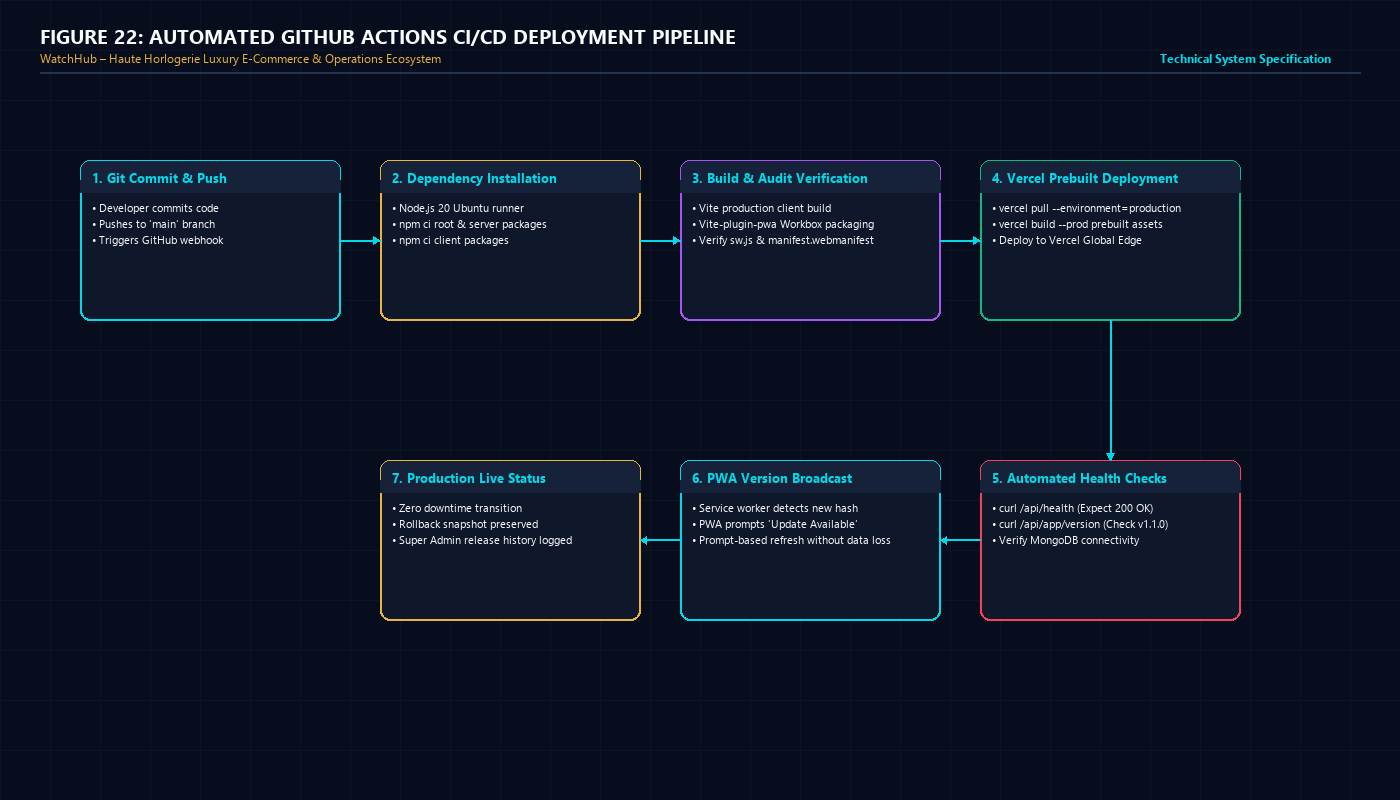 FIGURE 22: AUTOMATED GITHUB ACTIONS CI/CD DEPLOYMENT PIPELINE
WatchHub – Haute Horlogerie Luxury E-Commerce & Operations Ecosystem
Technical System Specification
1. Git Commit & Push
• Developer commits code
• Pushes to 'main' branch
• Triggers GitHub webhook
2. Dependency Installation
• Node.js 20 Ubuntu runner
• npm ci root & server packages
• npm ci client packages
3. Build & Audit Verification
• Vite production client build
• Vite-plugin-pwa Workbox packaging
• Verify sw.js & manifest.webmanifest
4. Vercel Prebuilt Deployment
• vercel pull --environment=production
• vercel build --prod prebuilt assets
• Deploy to Vercel Global Edge
7. Production Live Status
• Zero downtime transition
• Rollback snapshot preserved
• Super Admin release history logged
6. PWA Version Broadcast
• Service worker detects new hash
• PWA prompts 'Update Available'
• Prompt-based refresh without data loss
5. Automated Health Checks
• curl /api/health (Expect 200 OK)
• curl /api/app/version (Check v1.1.0)
• Verify MongoDB connectivity